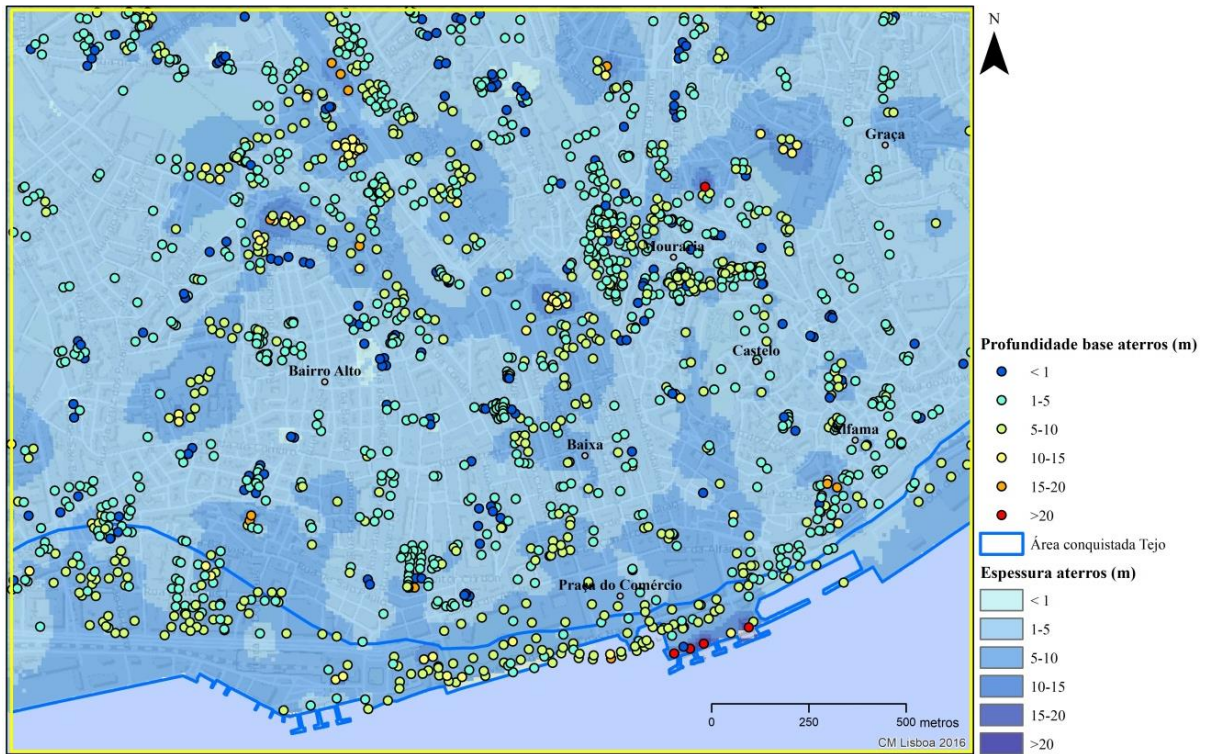 N
Graça
Mouraria
Castelo
Bairro Alto
Alfama
Baixa
Praça do Comércio
0 250 500 metros
CM Lisboa 2016
Profundidade base aterros (m)
< 1
1-5
5-10
10-15
15-20
>20
Área conquistada Tejo
Espessura aterros (m)
< 1
1-5
5-10
10-15
15-20
>20